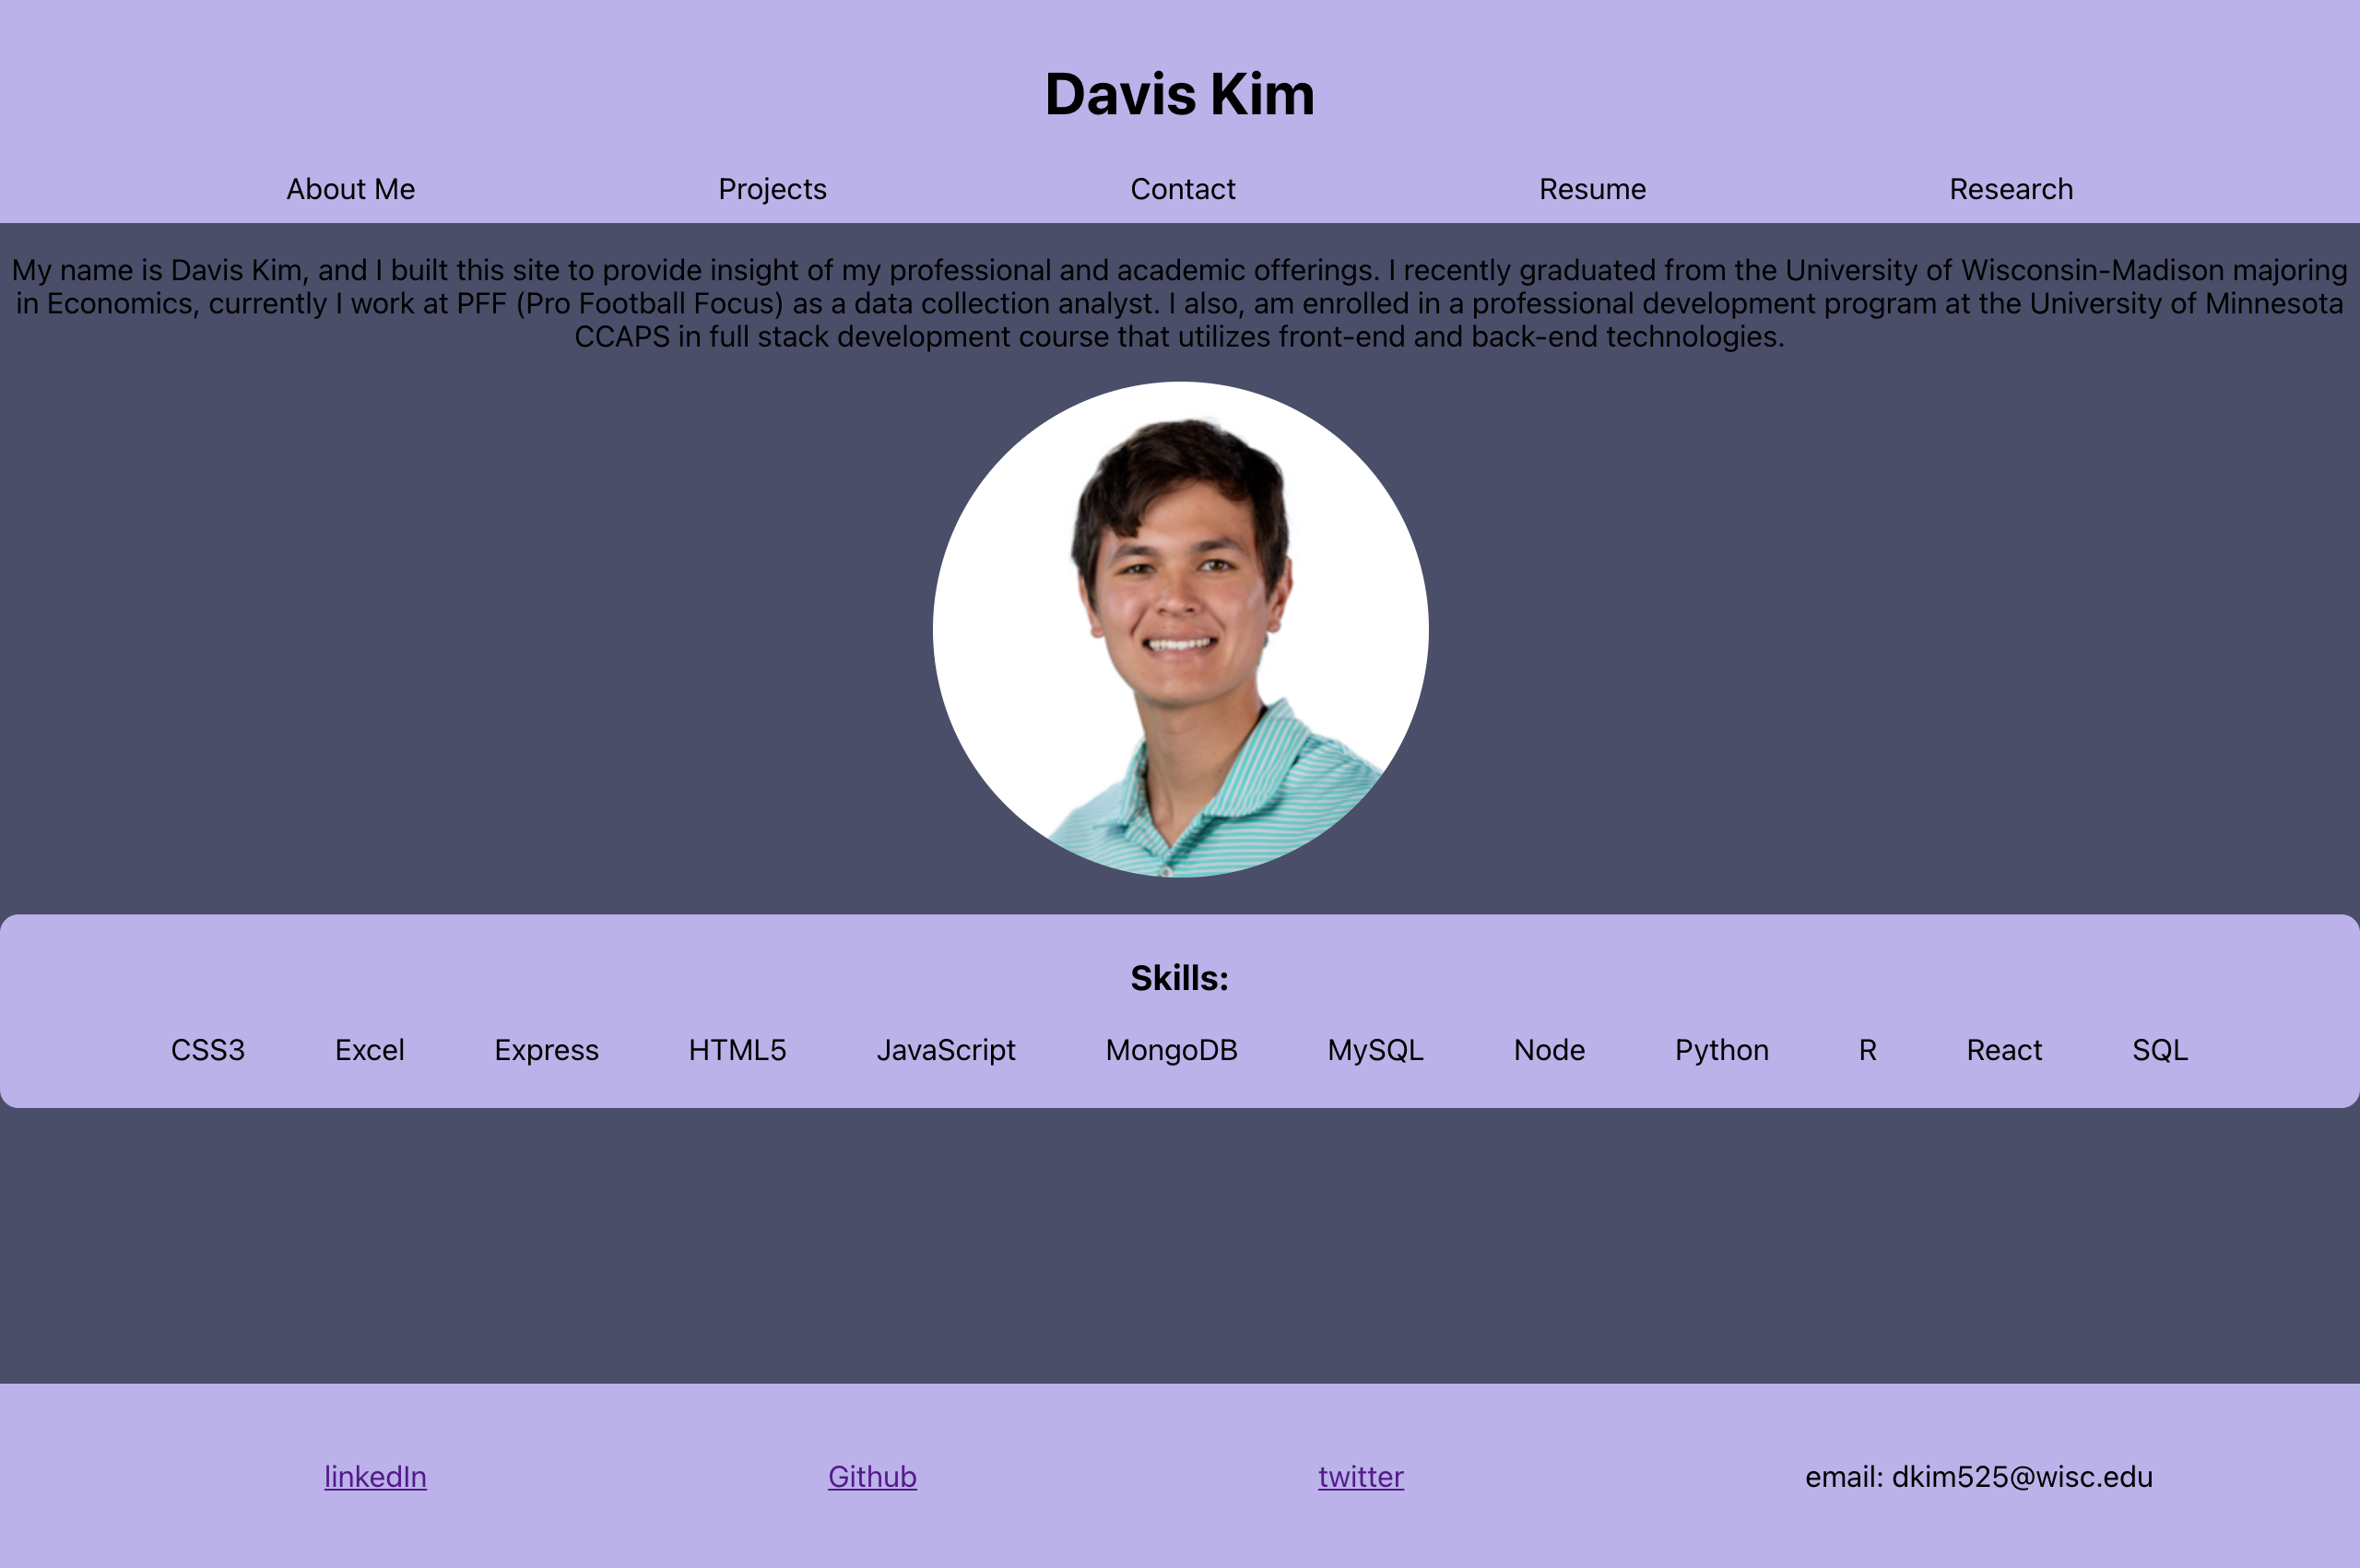 Davis Kim
About Me Projects Contact Resume Research
My name is Davis Kim, and I built this site to provide insight of my professional and academic offerings. I recently graduated from the University of Wisconsin-Madison majoring
in Economics, currently I work at PFF (Pro Football Focus) as a data collection analyst. I also, am enrolled in a professional development program at the University of Minnesota
CCAPS in full stack development course that utilizes front-end and back-end technologies.
Skills:
CSS3 Excel Express HTML5 JavaScript MongoDB MySQL Node Python R React SQL
linkedIn Github twitter email: dkim525@wisc.edu